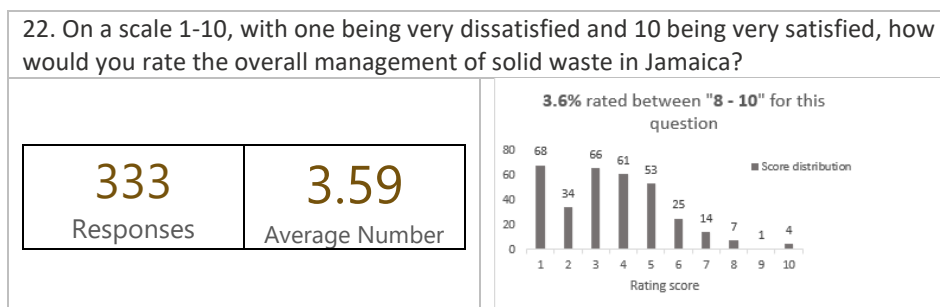 22. On a scale 1-10, with one being very dissatisfied and 10 being very satisfied, how
would you rate the overall management of solid waste in Jamaica?
333
Responses
3.59
Average Number
3.6% rated between "8 - 10" for this
question
80
60
40
20
0
68
34
66
61
53
25
14
7
1
4
Score distribution
1 2 3 4 5 6 7 8 9 10
Rating score